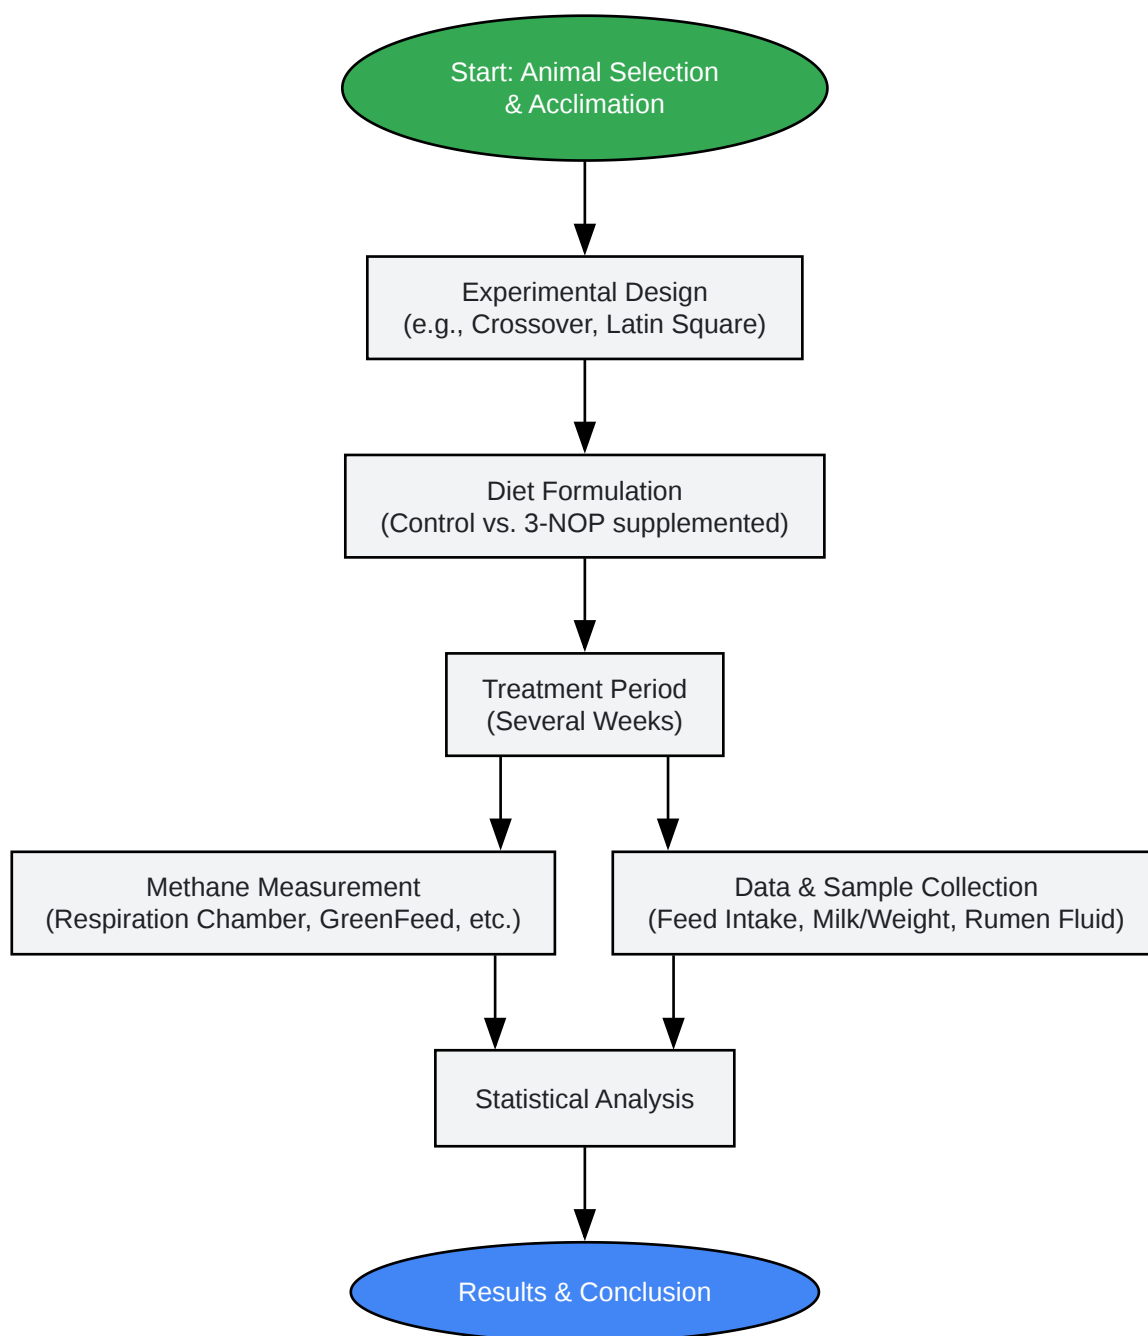 Start: Animal Selection
& Acclimation
Experimental Design
(e.g., Crossover, Latin Square)
Diet Formulation
(Control vs. 3-NOP supplemented)
Treatment Period
(Several Weeks)
Methane Measurement
(Respiration Chamber, GreenFeed, etc.)
Data & Sample Collection
(Feed Intake, Milk/Weight, Rumen Fluid)
Statistical Analysis
Results & Conclusion